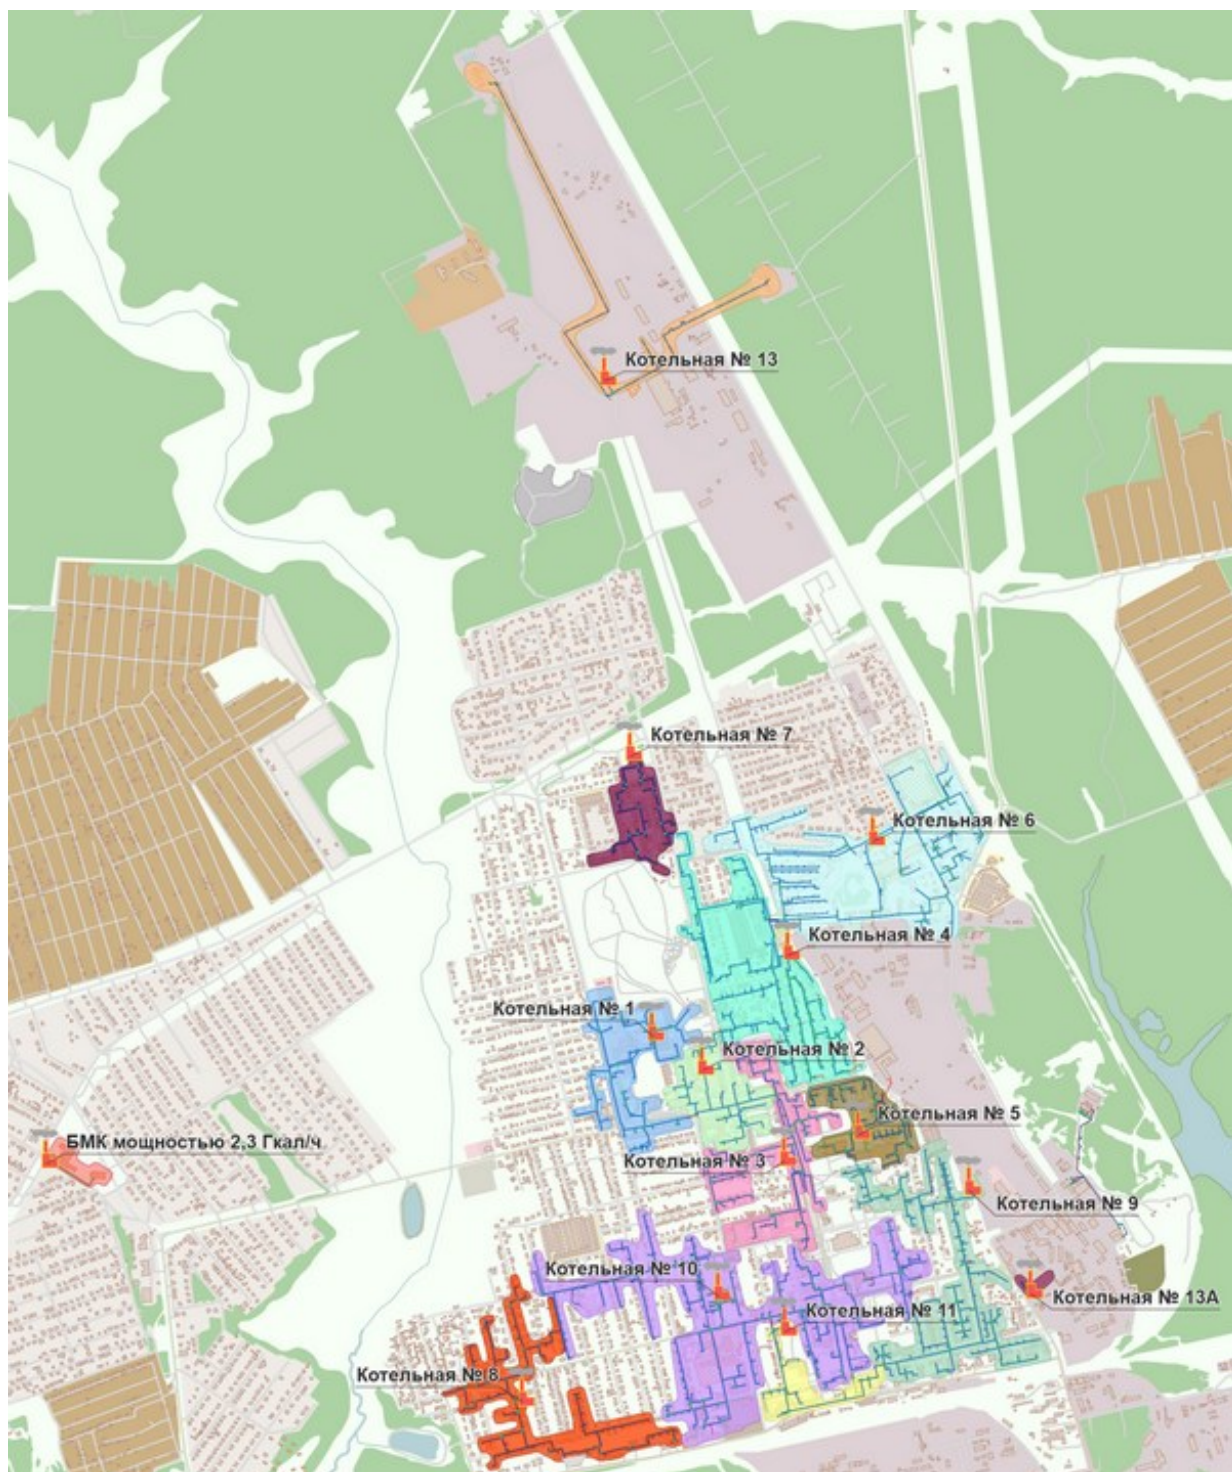 Котельная № 13
Котельная № 7
Котельная № 6
Котельная № 4
Котельная № 1
Котельная № 2
Котельная № 5
БМК мощностью 2,3 Гкал/ч
Котельная № 3
Котельная № 9
Котельная № 10
Котельная № 13А
Котельная № 11
Котельная № 8